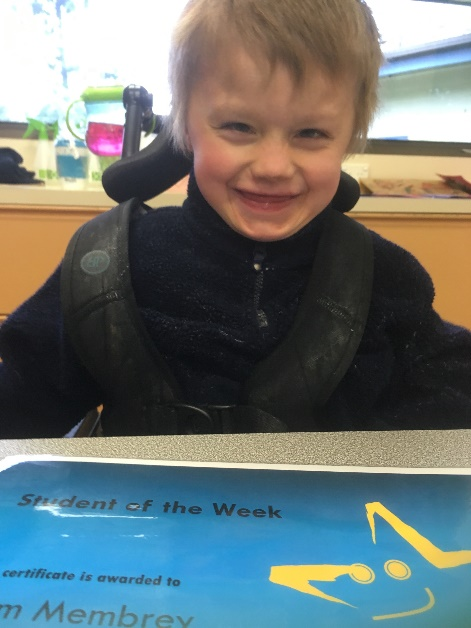 Student of the Week
certificate is awarded to
m Membrey